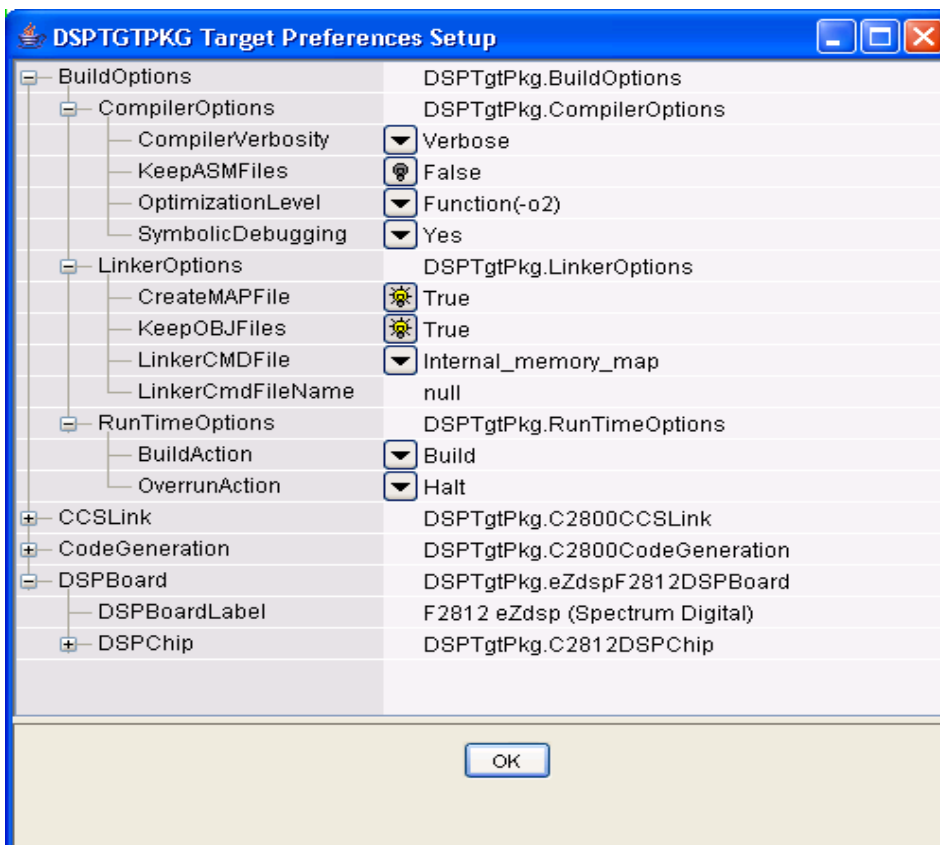 DSPTGTPKG Target Preferences Setup
BuildOptions DSPTgtPkg.BuildOptions
CompilerOptions DSPTgtPkg.CompilerOptions
CompilerVerbosity Verbose
KeepASMFiles False
OptimizationLevel Function(-o2)
SymbolicDebugging Yes
LinkerOptions DSPTgtPkg.LinkerOptions
CreateMAPFile True
KeepOBJFiles True
LinkerCMDFile Internal_memory_map
LinkerCmdFileName null
RunTimeOptions DSPTgtPkg.RunTimeOptions
BuildAction Build
OverrunAction Halt
CCSLink DSPTgtPkg.C2800CCSLink
CodeGeneration DSPTgtPkg.C2800CodeGeneration
DSPBoard DSPTgtPkg.eZdspF2812DSPBoard
DSPBoardLabel F2812 eZdsp (Spectrum Digital)
DSPChip DSPTgtPkg.C2812DSPChip
OK